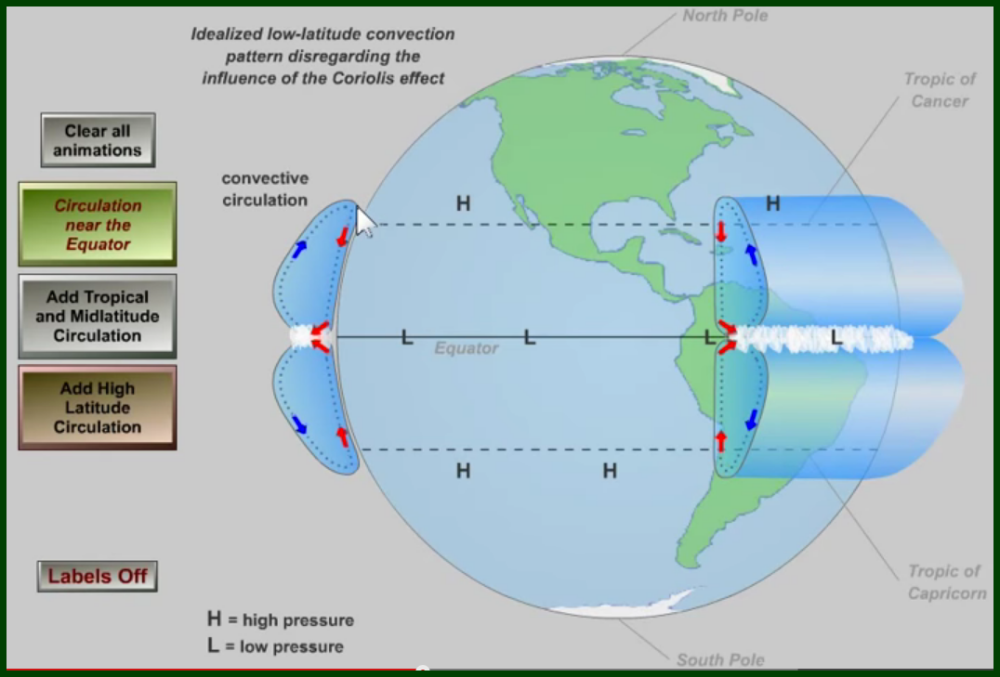 North Pole
Idealized low-latitude convection
pattern disregarding the
influence of the Coriolis effect
Tropic of
Cancer
Clear all
animations
convective
circulation
Circulation
near the
Equator
H
H
Add Tropical
and Midlatitude
Circulation
L
L
L
L
Equator
Add High
Latitude
Circulation
H
H
Labels Off
Tropic of
Capricorn
H = high pressure
L = low pressure
South Pole